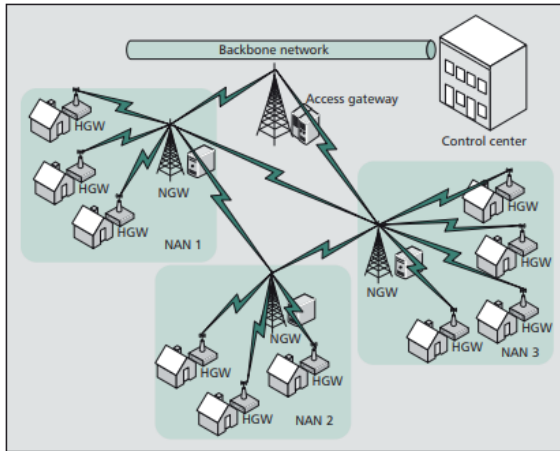 Backbone network
Access gateway
Control center
HGW
HGW
HGW
NGW
NAN 1
HGW
HGW
HGW
HGW
NGW
NAN 3
NGW
HGW
HGW
HGW
NAN 2